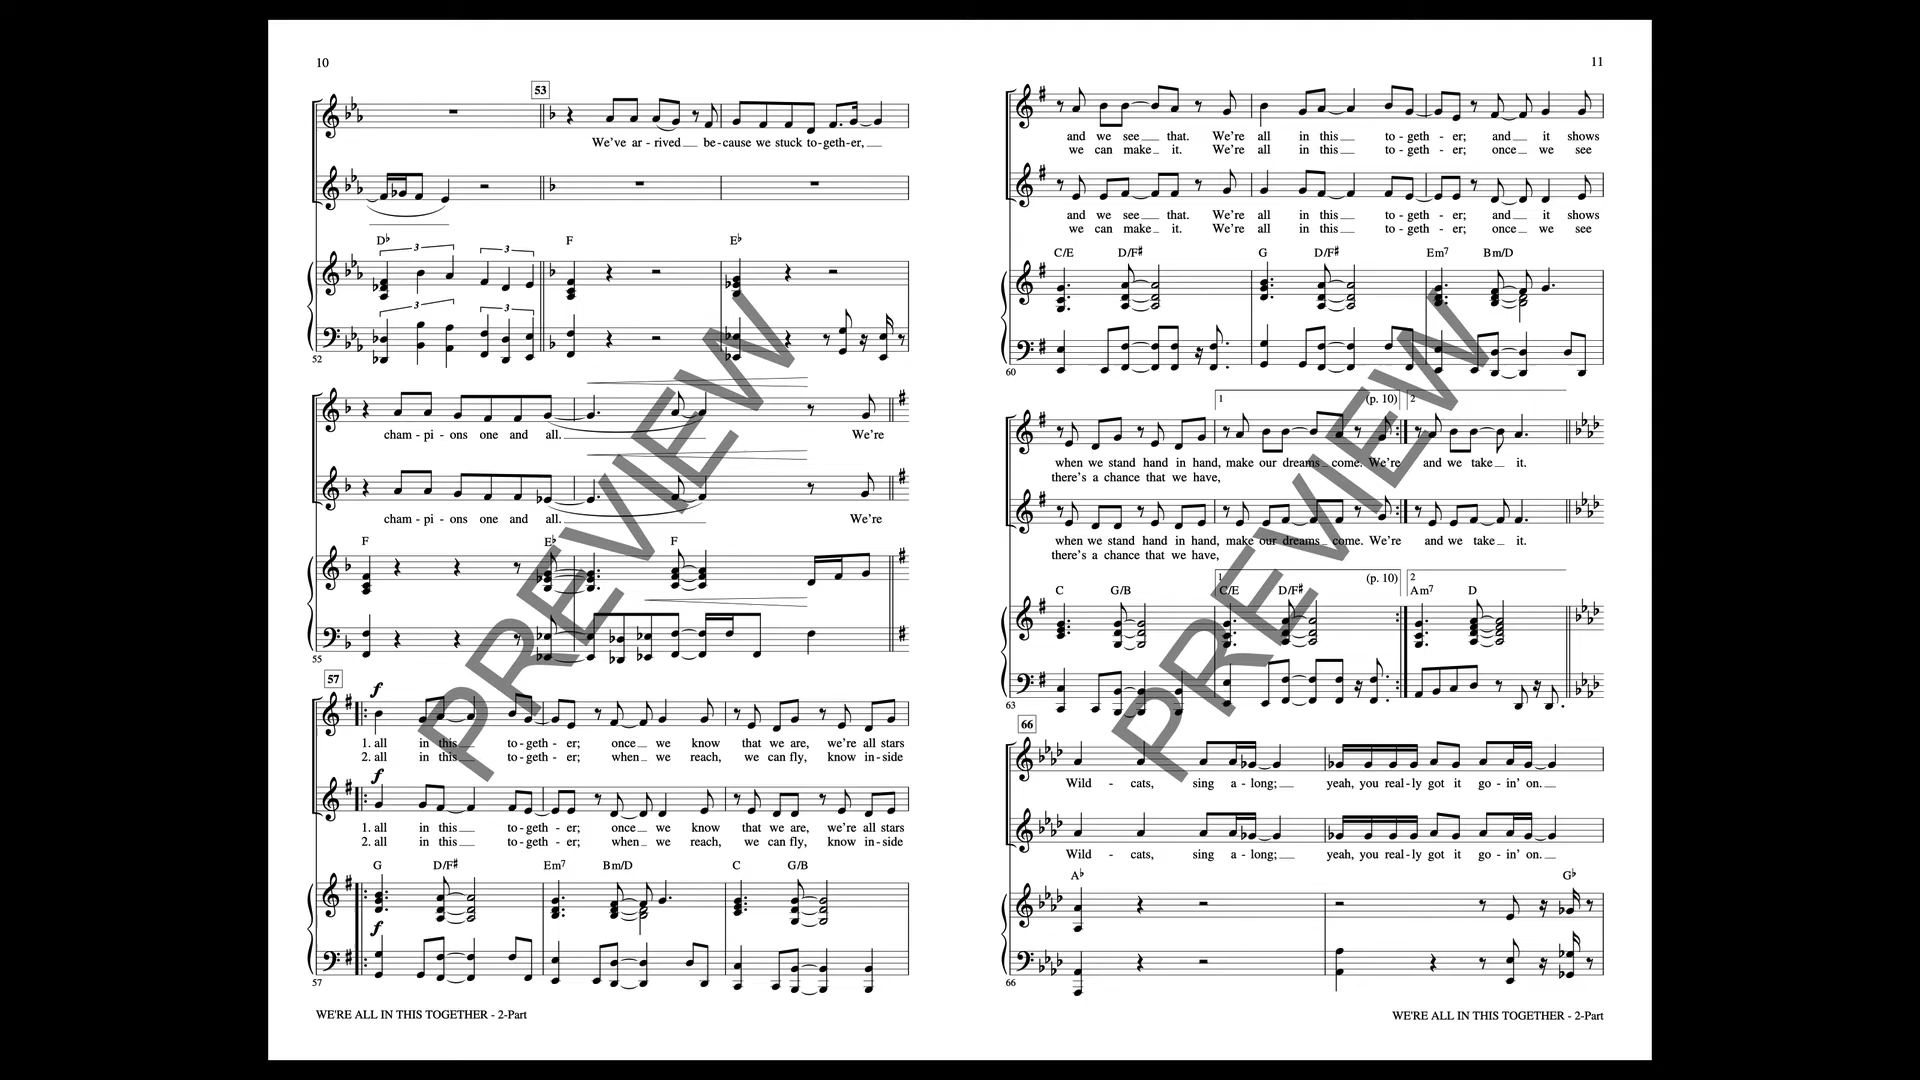 10
53
We've ar - rived be - cause we stuck to - geth - er,
D♭ F E♭
3 3
3 3
52
cham - pi - ons one and all. We're
cham - pi - ons one and all. We're
F E♭ F
55
57
f
1. all in this to - geth - er; once we know that we are, we're all stars
2. all in this to - geth - er; when we reach, we can fly, know in - side
f
1. all in this to - geth - er; once we know that we are, we're all stars
2. all in this to - geth - er; when we reach, we can fly, know in - side
G D/F♯ Em7 Bm/D C G/B
f
57
WE'RE ALL IN THIS TOGETHER - 2-Part
PREVIEW
11
and we see that. We're all in this to - geth - er; and it shows
we can make it. We're all in this to - geth - er; once we see
and we see that. We're all in this to - geth - er; and it shows
we can make it. We're all in this to - geth - er; once we see
C/E D/F♯ G D/F♯ Em7 Bm/D
60
1 (p. 10) 2
when we stand hand in hand, make our dreams come. We're and we take it.
there's a chance that we have,
when we stand hand in hand, make our dreams come. We're and we take it.
there's a chance that we have,
1 (p. 10) 2
C G/B C/E D/F♯ Am7 D
63
66
Wild - cats, sing a - long; yeah, you real - ly got it go - in' on.
Wild - cats, sing a - long; yeah, you real - ly got it go - in' on.
A♭ G♭
66
WE'RE ALL IN THIS TOGETHER - 2-Part
PREVIEW